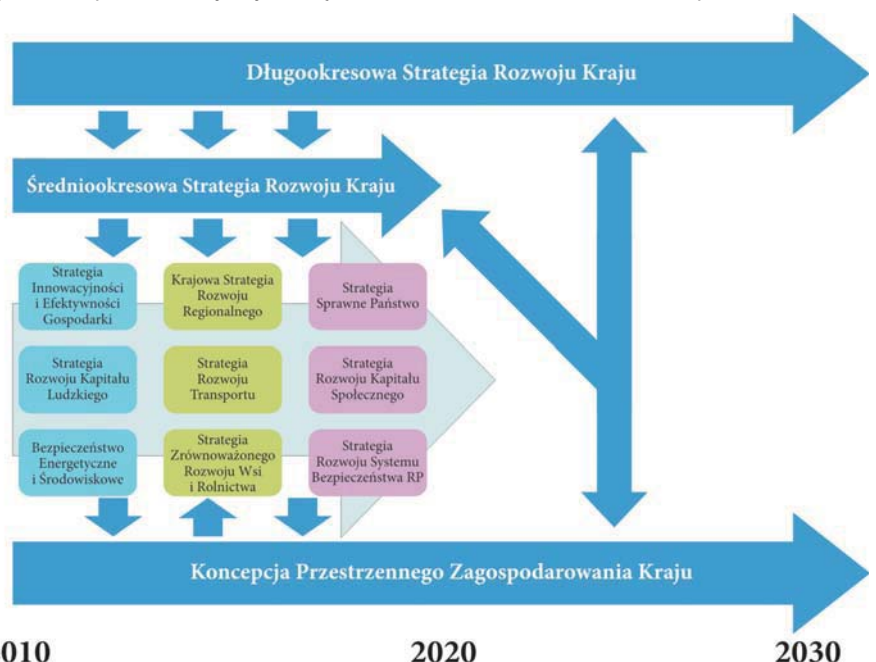 Długookresowa Strategia Rozwoju Kraju
Średniookresowa Strategia Rozwoju Kraju
Strategia
Innowacyjności
i Efektywności
Gospodarki
Krajowa Strategia
Rozwoju
Regionalnego
Strategia
Sprawne Państwo
Strategia
Rozwoju Kapitału
Ludzkiego
Strategia
Rozwoju
Transportu
Strategia
Rozwoju Kapitału
Społecznego
Bezpieczeństwo
Energetyczne
i Środowiskowe
Strategia
Zrównoważonego
Rozwoju Wsi
i Rolnictwa
Strategia
Rozwoju Systemu
Bezpieczeństwa RP
Koncepcja Przestrzennego Zagospodarowania Kraju
010
2020
2030